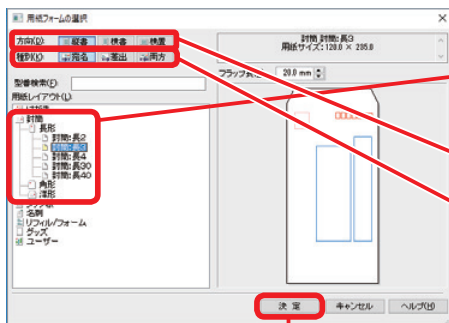 用紙フォームの選択
方向(D): 縦書 横書 横置
種別(K): 宛名 差出 両方
型番検索(F):
用紙レイアウト(L):
はがき
封筒
長形
封筒:長2
封筒:長3
封筒:長4
封筒:長30
封筒:長40
角形
洋形
名刺
リフィル/フォーム
グッズ
ユーザー
封筒 封筒:長3
用紙サイズ:120.0 × 235.0
20.0 mm
決 定
キャンセル
ヘルプ(H)